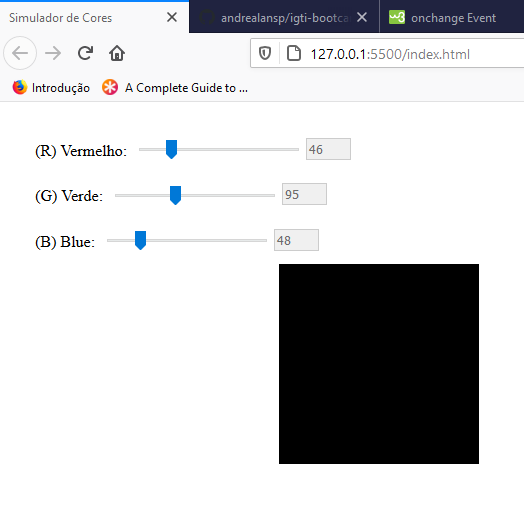 Simulador de Cores
andrealansp/igti-bootca
onchange Event
127.0.0.1:5500/index.html
Introdução
A Complete Guide to ...
(R) Vermelho:
46
(G) Verde:
95
(B) Blue:
48